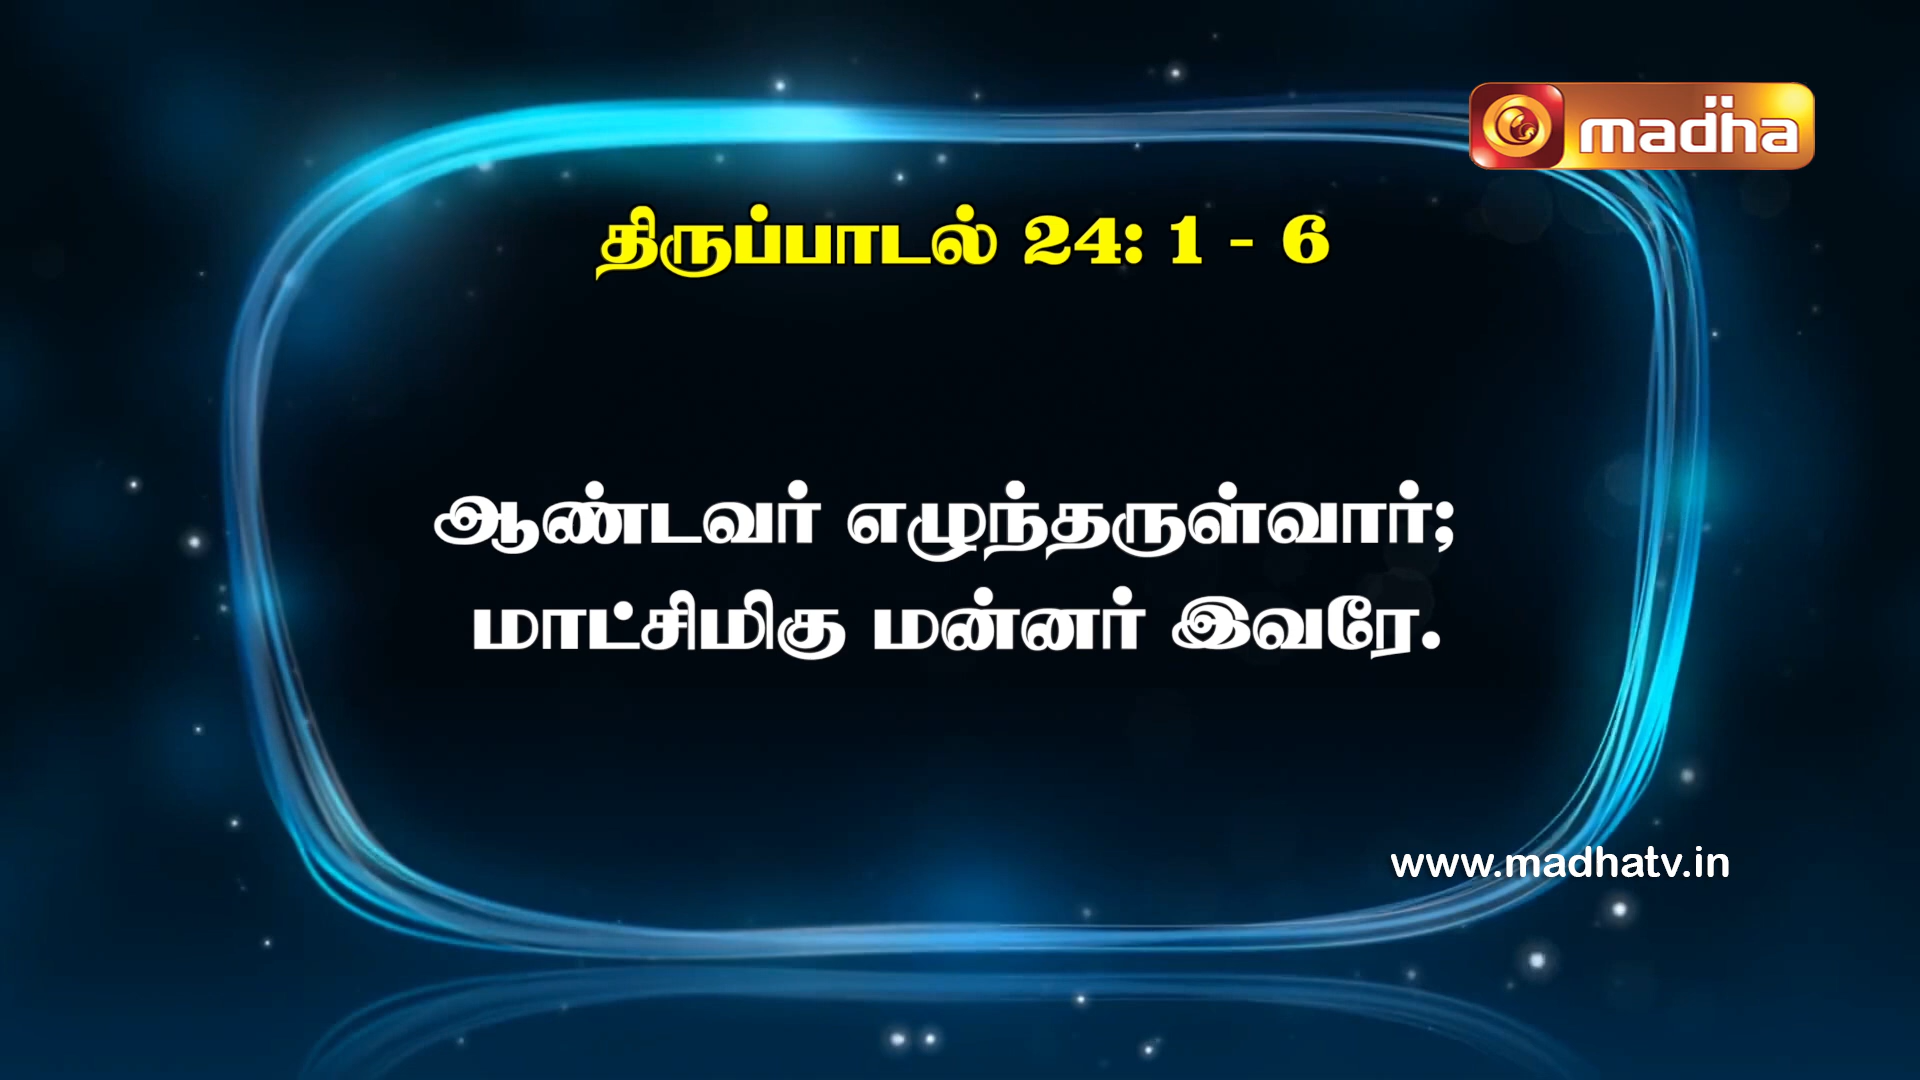 madha
திருப்பாடல் 24: 1 - 6
ஆண்டவர் எழுந்தருள்வார்;
மாட்சிமிகு மன்னர் இவரே.
www.madhatv.in